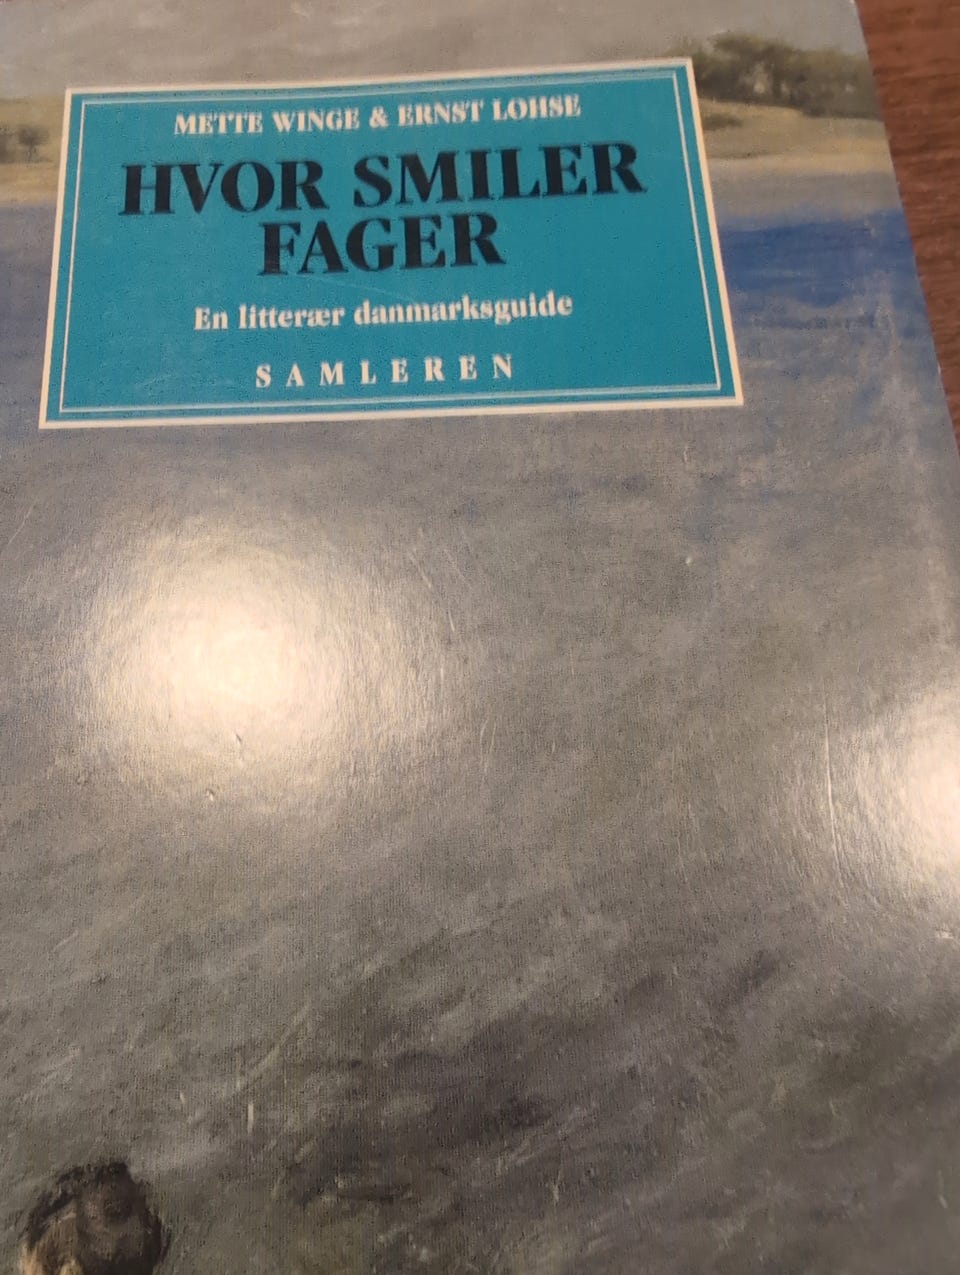 METTE WINGE & ERNST LOHSE
HVOR SMILER
FAGER
En litterær danmarksguide
SAMLEREN